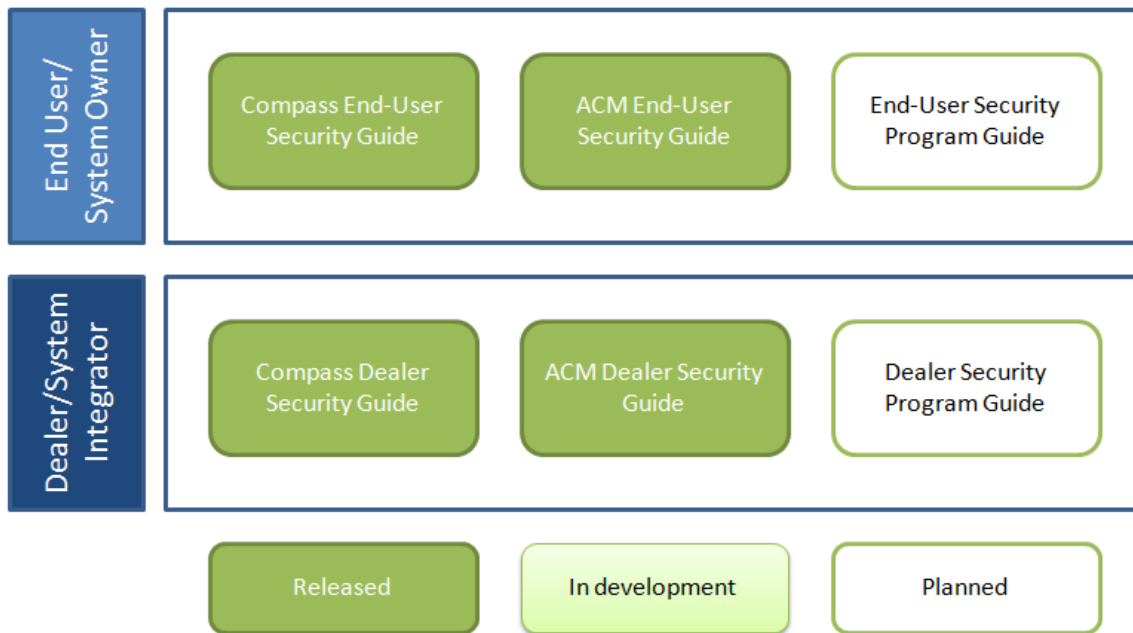 End User/
System Owner
Compass End-User
Security Guide
ACM End-User
Security Guide
End-User Security
Program Guide
Dealer/System
Integrator
Compass Dealer
Security Guide
ACM Dealer Security
Guide
Dealer Security
Program Guide
Released
In development
Planned